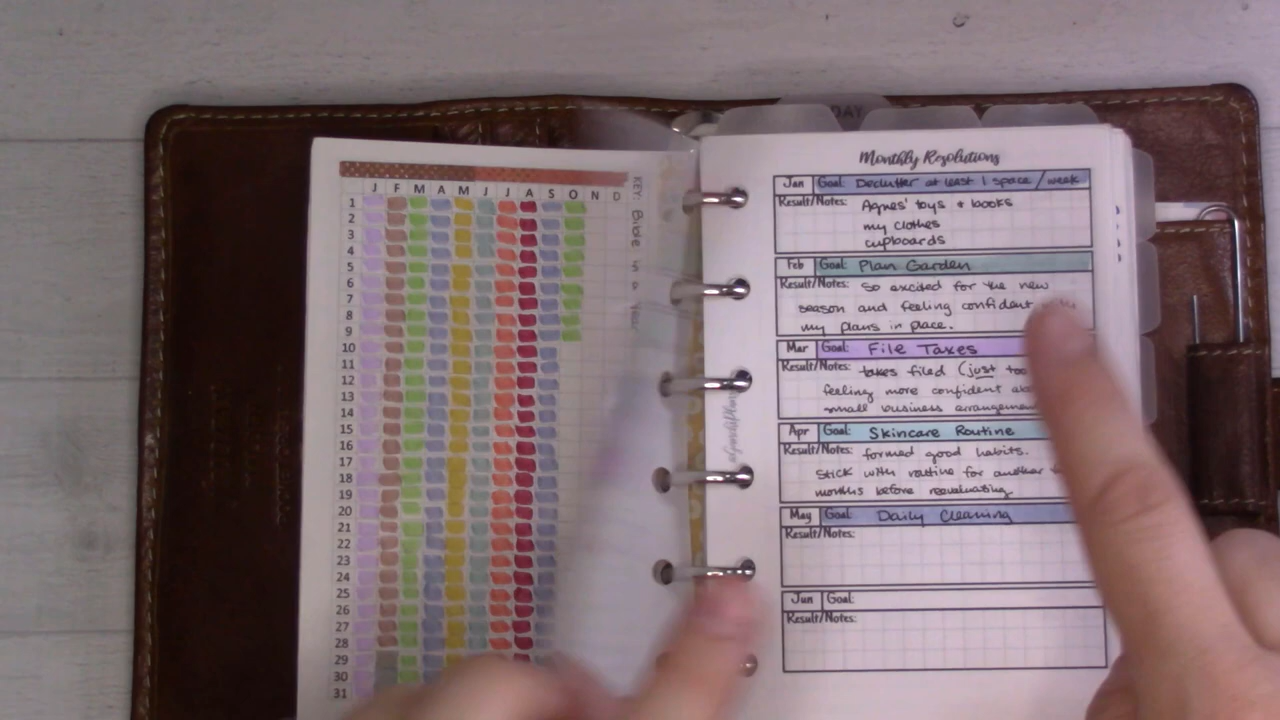 DAY
J F M A M J J A S O N D
1
2
3
4
5
6
7
8
9
10
11
12
13
14
15
16
17
18
19
20
21
22
23
24
25
26
27
28
29
30
31
KEY: Bible in a Year
Monthly Resolutions
Jan Goal: Declutter at least 1 space/week
Result/Notes: Agnes' toys + books
my clothes
cupboards
Feb Goal: Plan Garden
Result/Notes: So excited for the new
season and feeling confident with
my plans in place.
Mar Goal: File Taxes
Result/Notes: taxes filed (just
feeling more confident
small business
Apr Goal: Skincare Routine
Result/Notes: formed good habits.
Stick with routine for another
months before reevaluating.
May Goal: Daily Cleaning
Result/Notes:
Jun Goal:
Result/Notes: